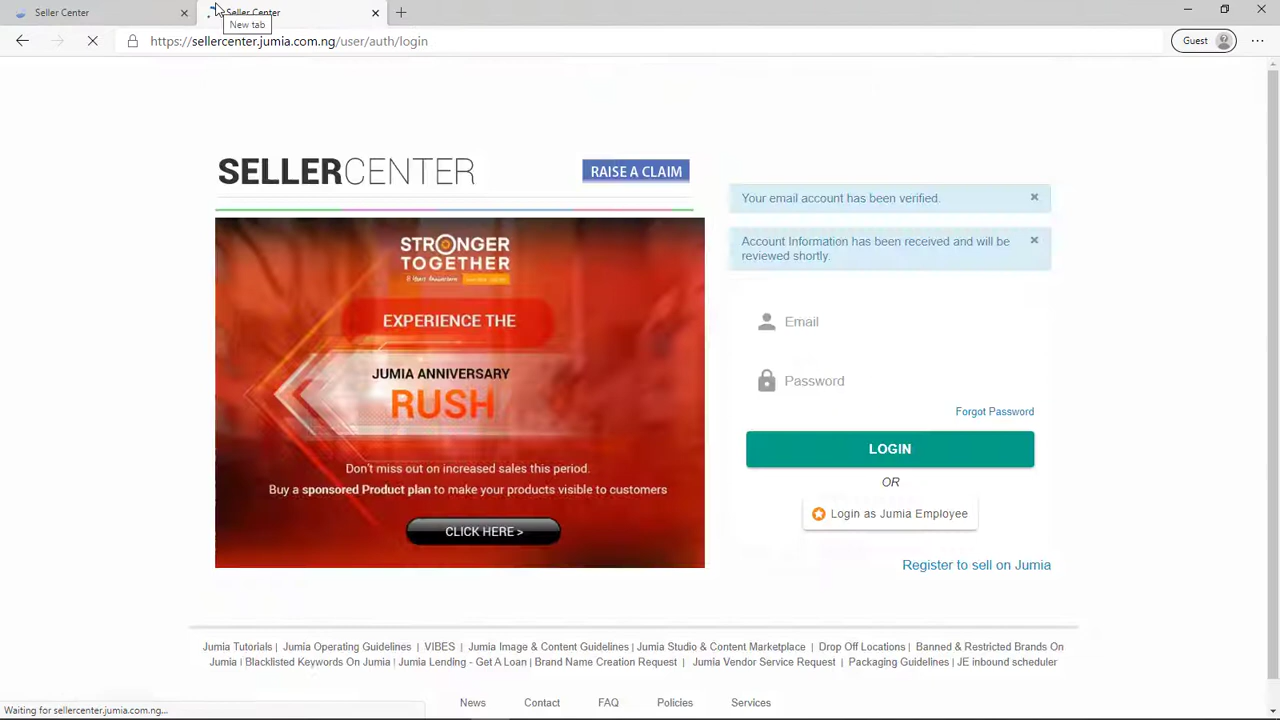 Seller Center
Seller Center
New tab
https://sellercenter.jumia.com.ng/user/auth/login
Guest
SELLERCENTER
RAISE A CLAIM
Your email account has been verified.
Account Information has been received and will be
reviewed shortly.
STRONGER
TOGETHER
EXPERIENCE THE
JUMIA ANNIVERSARY
RUSH
Don't miss out on increased sales this period.
Buy a sponsored Product plan to make your products visible to customers
CLICK HERE >
Email
Password
Forgot Password
LOGIN
OR
Login as Jumia Employee
Register to sell on Jumia
Jumia Tutorials | Jumia Operating Guidelines | VIBES | Jumia Image & Content Guidelines | Jumia Studio & Content Marketplace | Drop Off Locations | Banned & Restricted Brands On
Jumia | Blacklisted Keywords On Jumia | Jumia Lending - Get A Loan | Brand Name Creation Request | Jumia Vendor Service Request | Packaging Guidelines | JE inbound scheduler
News Contact FAQ Policies Services
Waiting for sellercenter.jumia.com.ng...